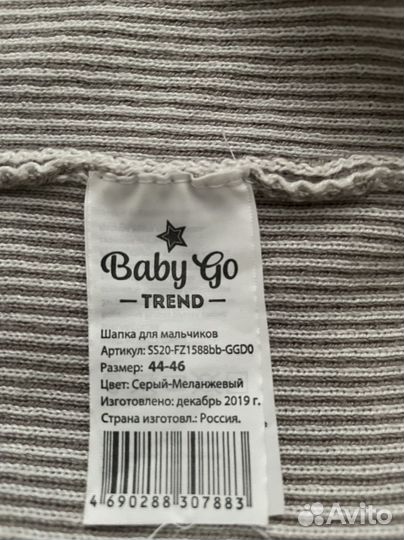 Baby Go
TREND
Шапка для мальчиков
Артикул: SS20-FZ1588bb-GGD0
Размер: 44-46
Цвет: Серый-Меланжевый
Изготовлено: декабрь 2019 г.
Страна изготовл.: Россия.
4 690288 307883
Avito